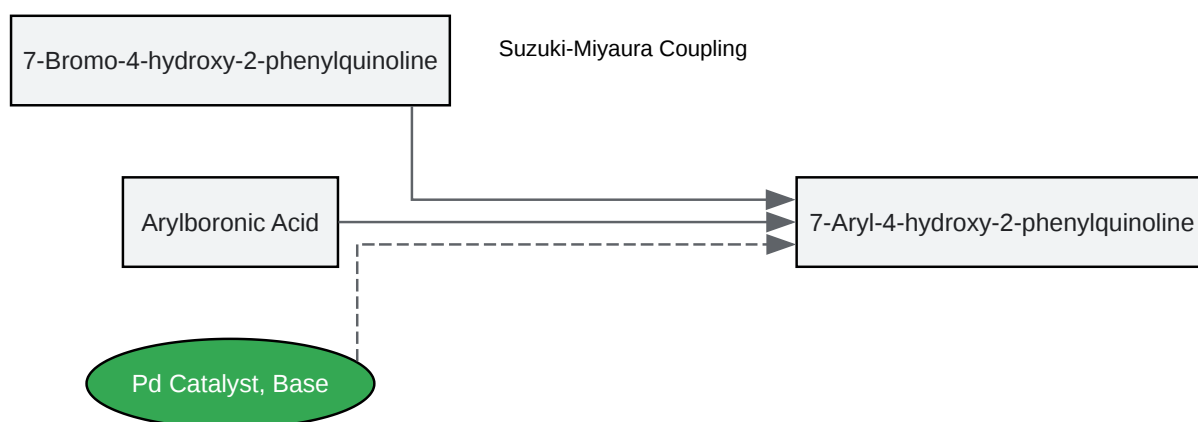 7-Bromo-4-hydroxy-2-phenylquinoline
Suzuki-Miyaura Coupling
Arylboronic Acid
7-Aryl-4-hydroxy-2-phenylquinoline
Pd Catalyst, Base